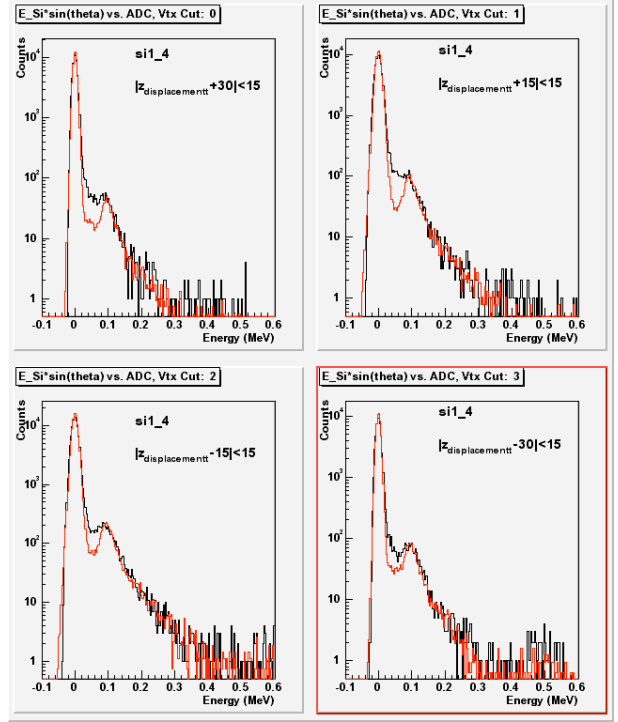 E_Si*sin(theta) vs. ADC, Vtx Cut: 0
Counts
si1_4
|z_displacementt+30|<15
10^4
10^3
10^2
10
1
-0.1 0 0.1 0.2 0.3 0.4 0.5 0.6
Energy (MeV)
E_Si*sin(theta) vs. ADC, Vtx Cut: 1
Counts
si1_4
|z_displacementt+15|<15
10^4
10^3
10^2
10
1
-0.1 0 0.1 0.2 0.3 0.4 0.5 0.6
Energy (MeV)
E_Si*sin(theta) vs. ADC, Vtx Cut: 2
Counts
si1_4
|z_displacementt-15|<15
10^4
10^3
10^2
10
1
-0.1 0 0.1 0.2 0.3 0.4 0.5 0.6
Energy (MeV)
E_Si*sin(theta) vs. ADC, Vtx Cut: 3
Counts
si1_4
|z_displacementt-30|<15
10^4
10^3
10^2
10
1
-0.1 0 0.1 0.2 0.3 0.4 0.5 0.6
Energy (MeV)